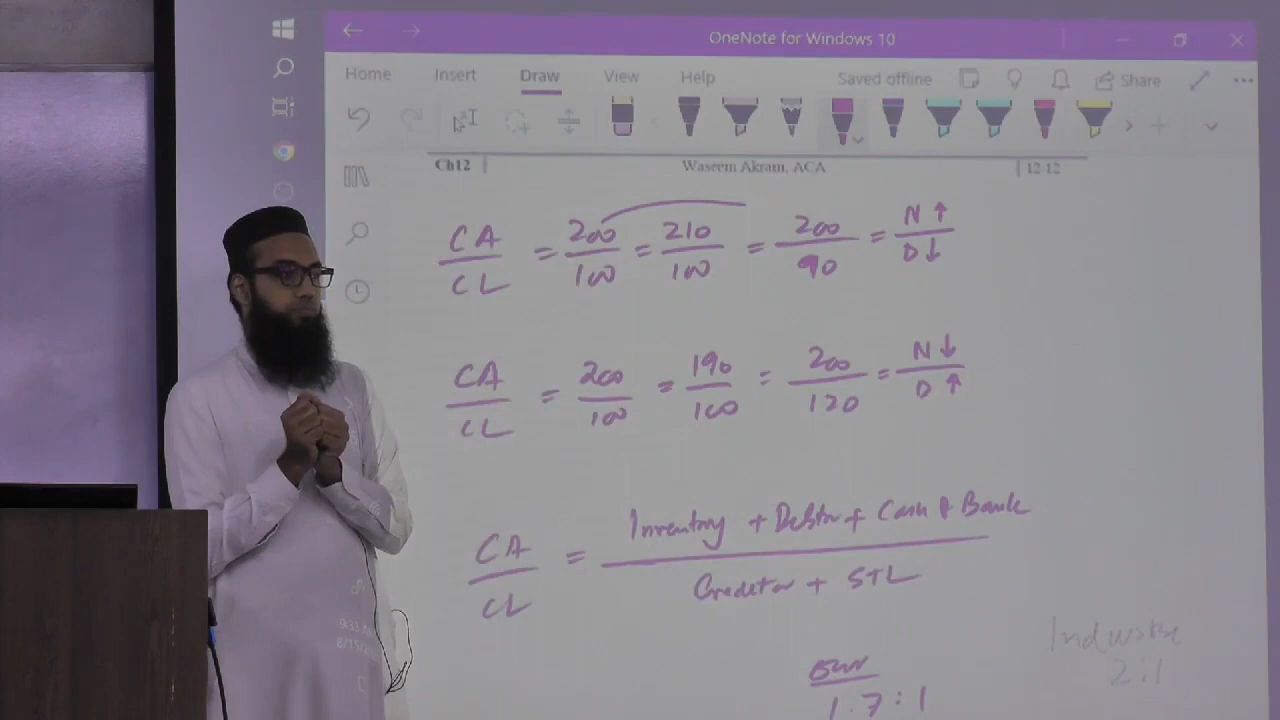 OneNote for Windows 10
Home Insert Draw View Help Saved offline Share
Ch12 Waseem Akram, ACA 12-12
CA/CL = 200/100 = 210/100 = 200/90 = N↑/D↓
CA/CL = 200/100 = 190/100 = 200/120 = N↓/D↑
CA/CL = Inventory + Debtor + Cash & Bank / Creditor + STL
2:1
1.7:1